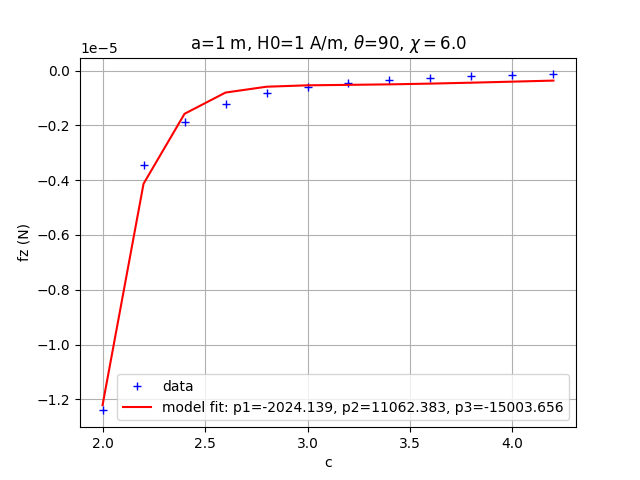 a=1 m, H0=1 A/m, θ=90, χ = 6.0
1e−5
0.0
−0.2
−0.4
−0.6
−0.8
−1.0
−1.2
fz (N)
data
model fit: p1=-2024.139, p2=11062.383, p3=-15003.656
2.0 2.5 3.0 3.5 4.0
c